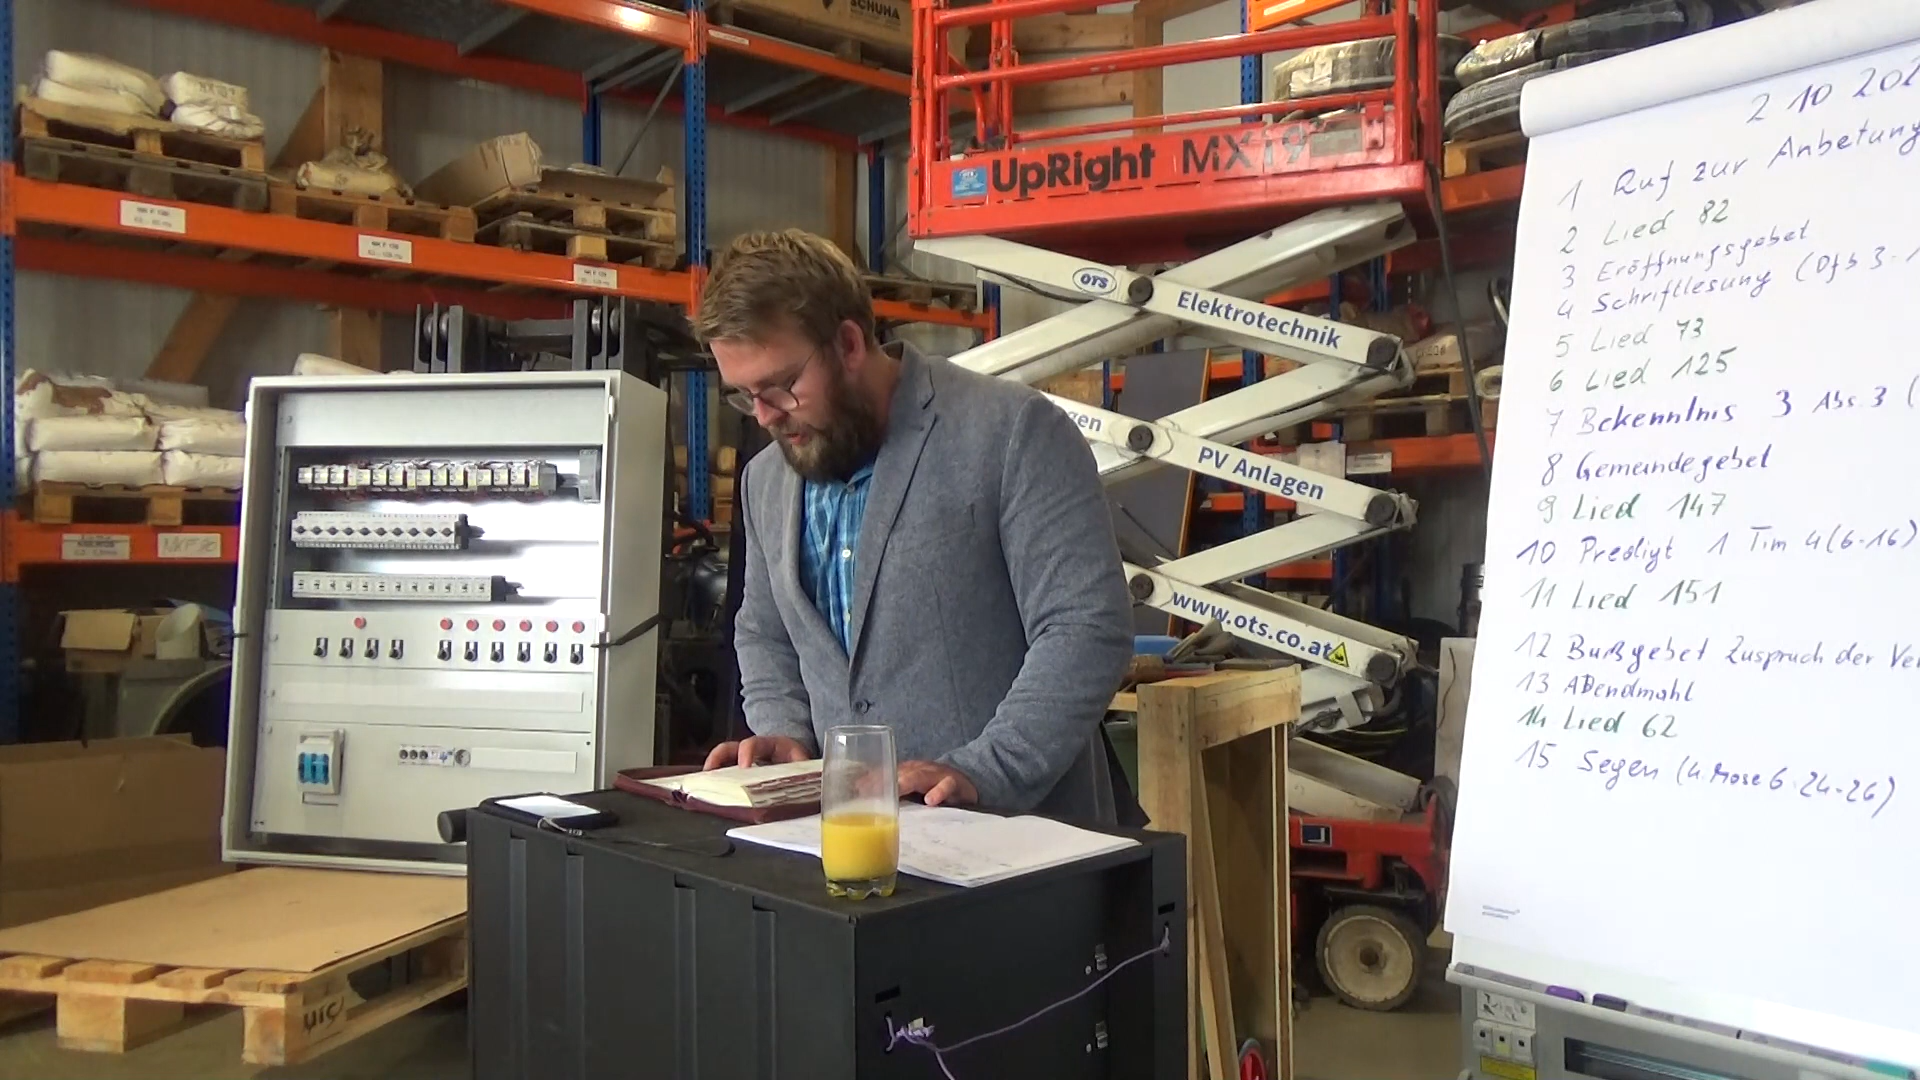 SCHUHA
UpRight MX19
OTS
Elektrotechnik
PV Anlagen
www.ots.co.at
2 10 202
1 Ruf zur Anbetung
2 Lied 82
3 Eröffnungsgebet
4 Schriftlesung (Offb 3
5 Lied 73
6 Lied 125
7 Bekenntnis 3 Abs. 3 (
8 Gemeindegebet
9 Lied 147
10 Predigt 1 Tim 4(6-16)
11 Lied 151
12 Bußgebet Zuspruch der Ver
13 ABendmahl
14 Lied 62
15 Segen (4. Mose 6.24-26)